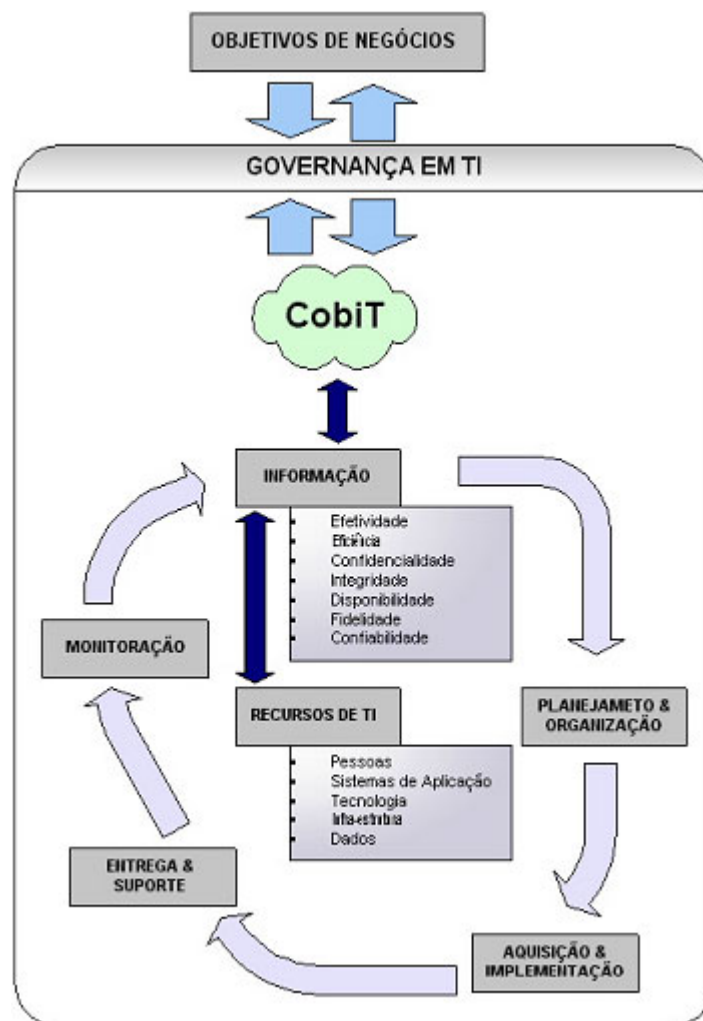 OBJETIVOS DE NEGÓCIOS
GOVERNANÇA EM TI
CobiT
INFORMAÇÃO
Efetividade
Eficiência
Confidencialidade
Integridade
Disponibilidade
Fidelidade
Confiabilidade
MONITORAÇÃO
RECURSOS DE TI
Pessoas
Sistemas de Aplicação
Tecnologia
Infra-estrutura
Dados
PLANEJAMETO &
ORGANIZAÇÃO
ENTREGA &
SUPORTE
AQUISIÇÃO &
IMPLEMENTAÇÃO